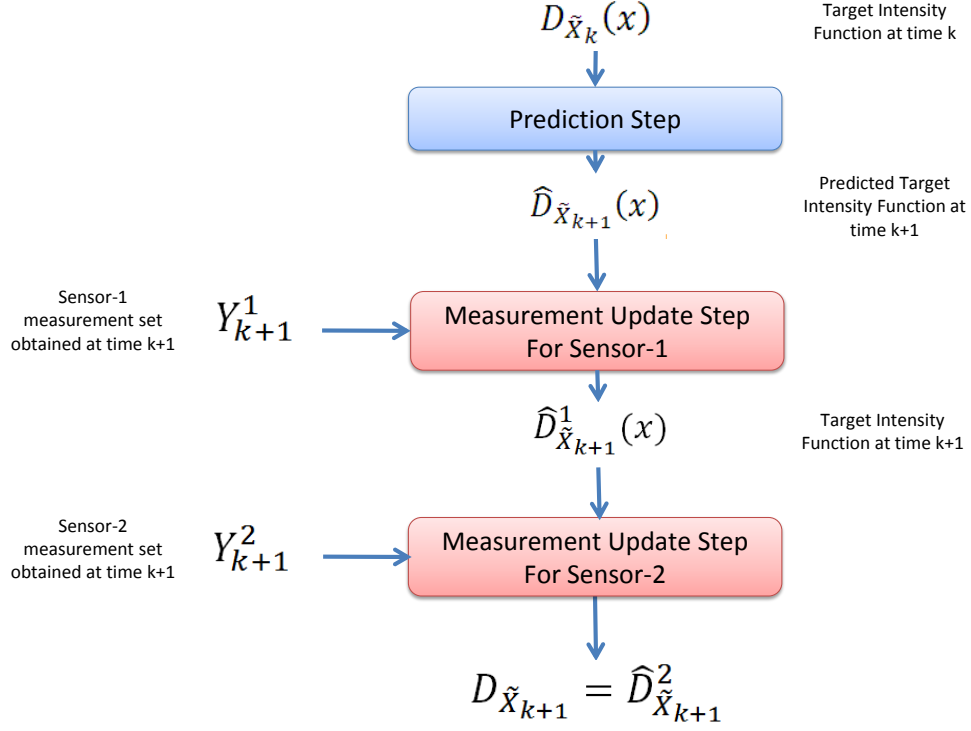 D_{X̃_k}(x)
Target Intensity
Function at time k
Prediction Step
D̂_{X̃_{k+1}}(x)
Predicted Target
Intensity Function at
time k+1
Sensor-1
measurement set
obtained at time k+1
Y^1_{k+1}
Measurement Update Step
For Sensor-1
D̂^1_{X̃_{k+1}}(x)
Target Intensity
Function at time k+1
Sensor-2
measurement set
obtained at time k+1
Y^2_{k+1}
Measurement Update Step
For Sensor-2
D_{X̃_{k+1}} = D̂^2_{X̃_{k+1}}